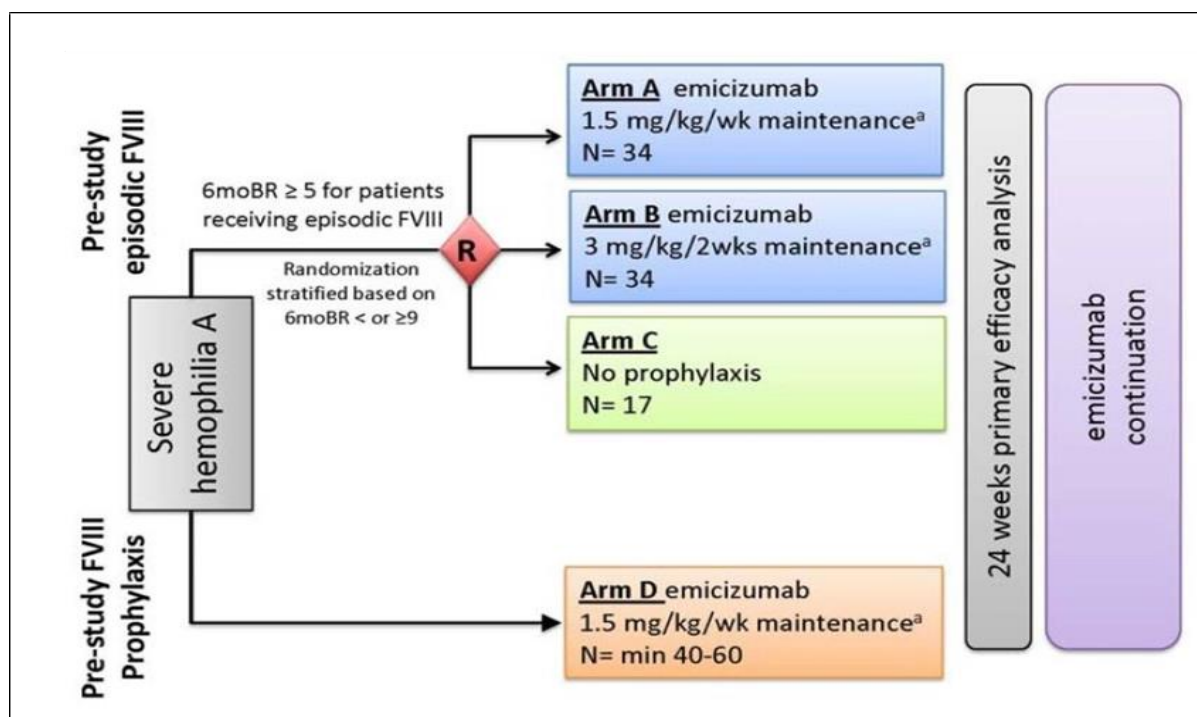 Pre-study
episodic FVIII
6moBR ≥ 5 for patients
receiving episodic FVIII
R
Randomization
stratified based on
6moBR < or ≥9
Severe
hemophilia A
Pre-study FVIII
Prophylaxis
Arm A emicizumab
1.5 mg/kg/wk maintenanceᵃ
N= 34
Arm B emicizumab
3 mg/kg/2wks maintenanceᵃ
N= 34
Arm C
No prophylaxis
N= 17
Arm D emicizumab
1.5 mg/kg/wk maintenanceᵃ
N= min 40-60
24 weeks primary efficacy analysis
emicizumab
continuation